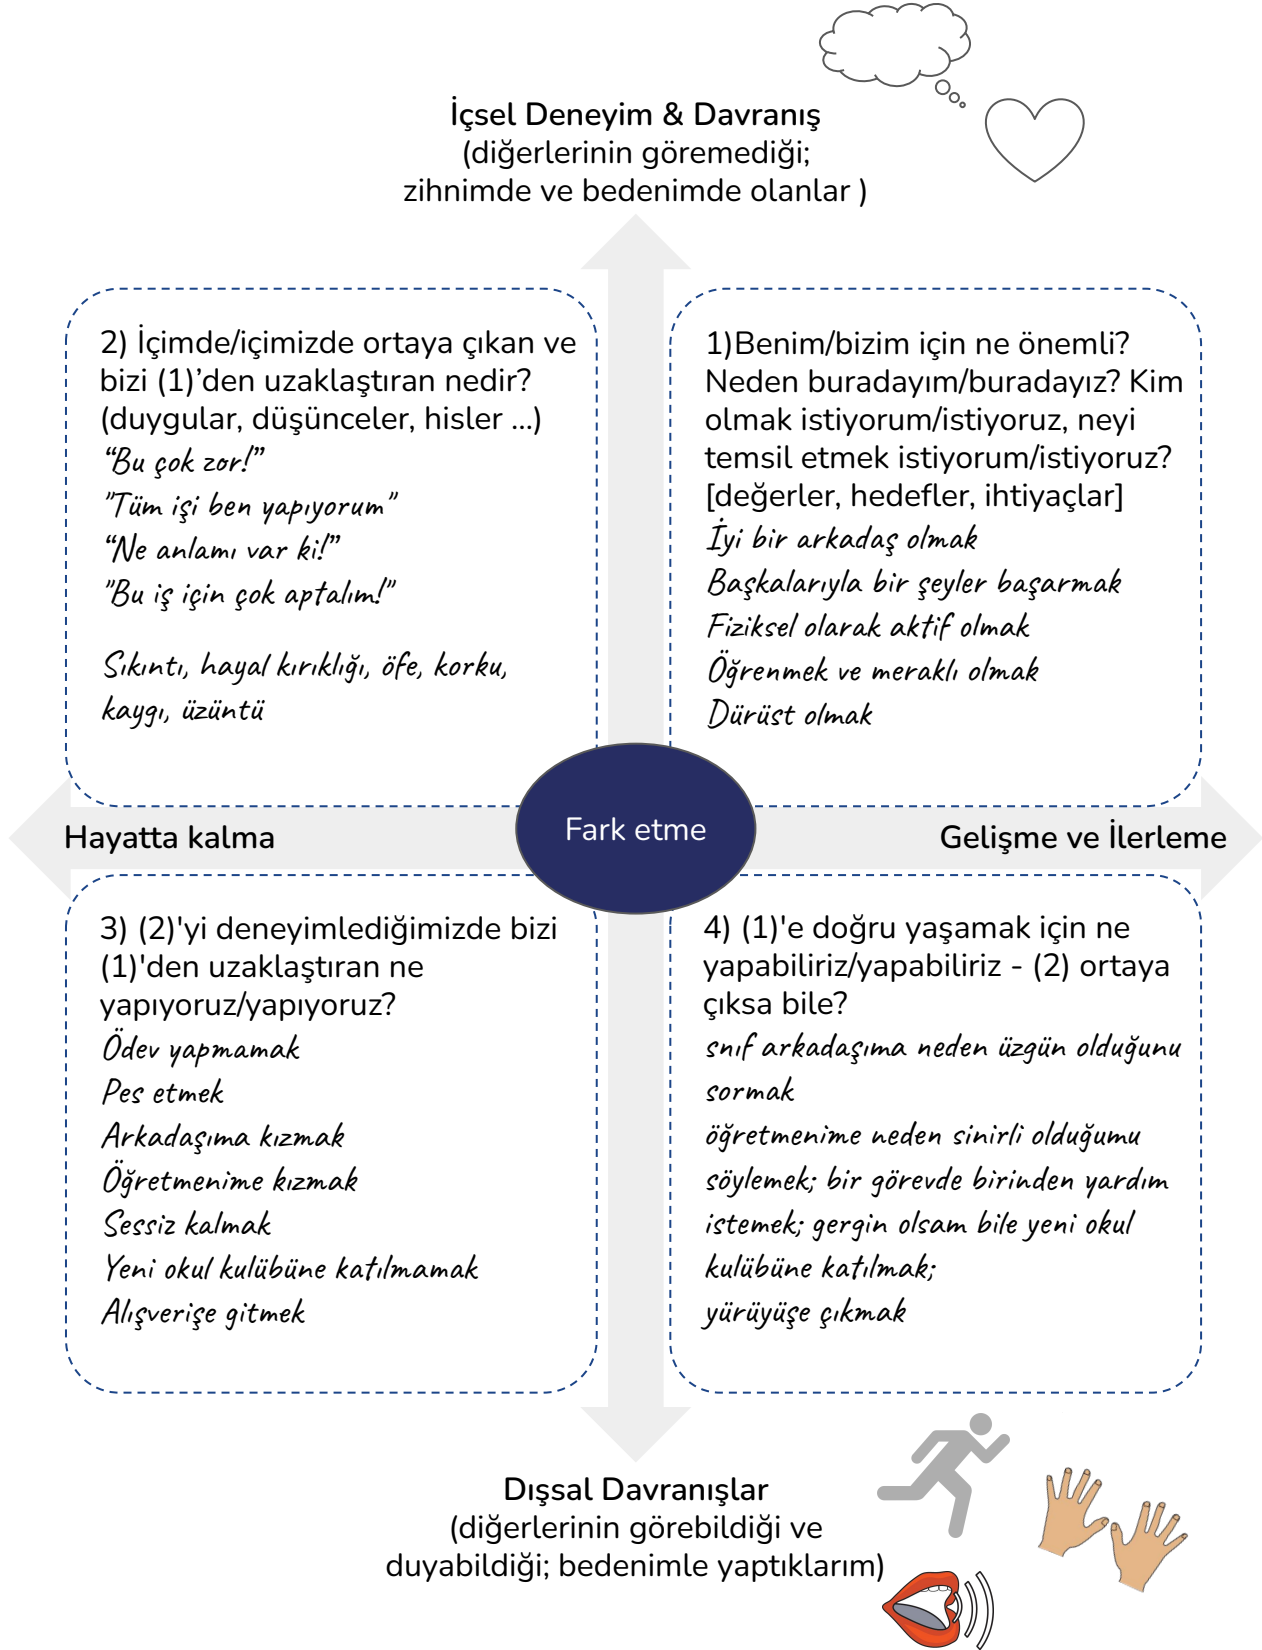 İçsel Deneyim & Davranış
(diğerlerinin göremediği;
zihnimde ve bedenimde olanlar )
2) İçimde/içimizde ortaya çıkan ve
bizi (1)’den uzaklaştıran nedir?
(duygular, düşünceler, hisler ...)
“Bu çok zor!”
"Tüm işi ben yapıyorum"
“Ne anlamı var ki!”
"Bu iş için çok aptalım!"
Sıkıntı, hayal kırıklığı, öfe, korku,
kaygı, üzüntü
1)Benim/bizim için ne önemli?
Neden buradayım/buradayız? Kim
olmak istiyorum/istiyoruz, neyi
temsil etmek istiyorum/istiyoruz?
[değerler, hedefler, ihtiyaçlar]
İyi bir arkadaş olmak
Başkalarıyla bir şeyler başarmak
Fiziksel olarak aktif olmak
Öğrenmek ve meraklı olmak
Dürüst olmak
Hayatta kalma
Fark etme
Gelişme ve İlerleme
3) (2)'yi deneyimlediğimizde bizi
(1)'den uzaklaştıran ne
yapıyoruz/yapıyoruz?
Ödev yapmamak
Pes etmek
Arkadaşıma kızmak
Öğretmenime kızmak
Sessiz kalmak
Yeni okul kulübüne katılmamak
Alışverişe gitmek
4) (1)'e doğru yaşamak için ne
yapabiliriz/yapabiliriz - (2) ortaya
çıksa bile?
snıf arkadaşıma neden üzgün olduğunu
sormak
öğretmenime neden sinirli olduğumu
söylemek; bir görevde birinden yardım
istemek; gergin olsam bile yeni okul
kulübüne katılmak;
yürüyüşe çıkmak
Dışsal Davranışlar
(diğerlerinin görebildiği ve
duyabildiği; bedenimle yaptıklarım)